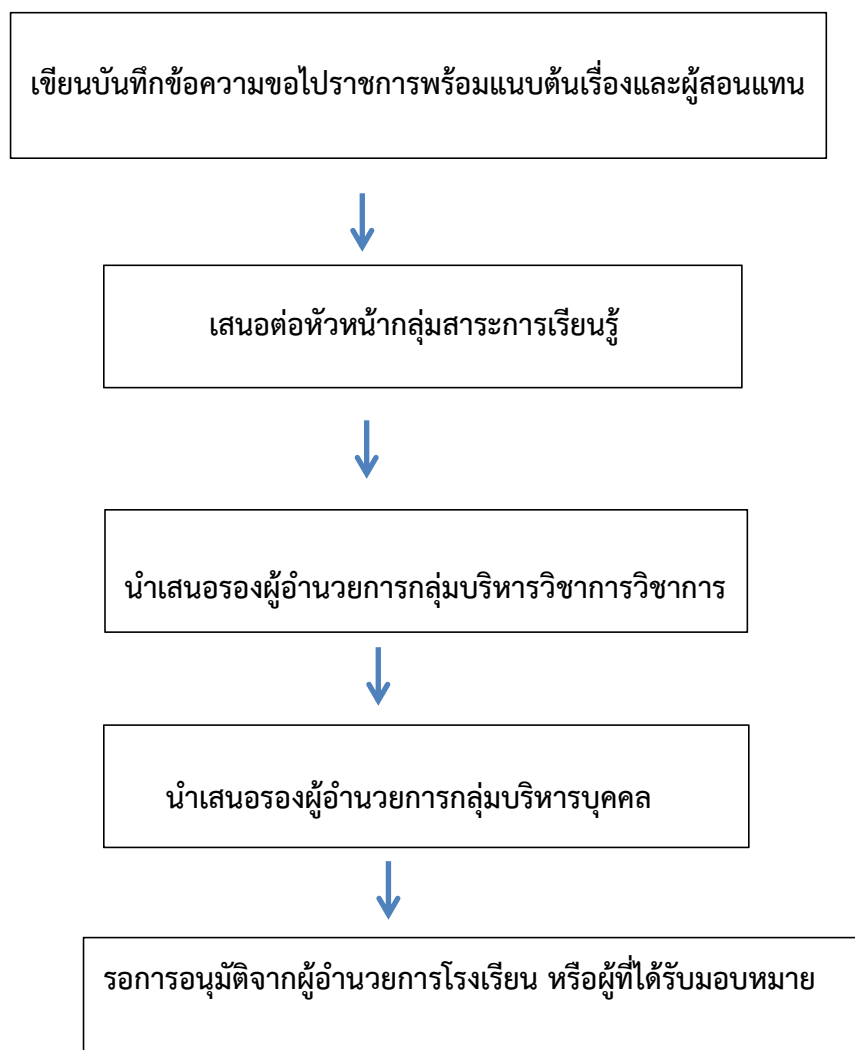 เขียนบันทึกข้อความขอไปราชการพร้อมแนบต้นเรื่องและผู้สอนแทน
เสนอต่อหัวหน้ากลุ่มสาระการเรียนรู้
นำเสนอรองผู้อำนวยการกลุ่มบริหารวิชาการวิชาการ
นำเสนอรองผู้อำนวยการกลุ่มบริหารบุคคล
รอการอนุมัติจากผู้อำนวยการโรงเรียน หรือผู้ที่ได้รับมอบหมาย